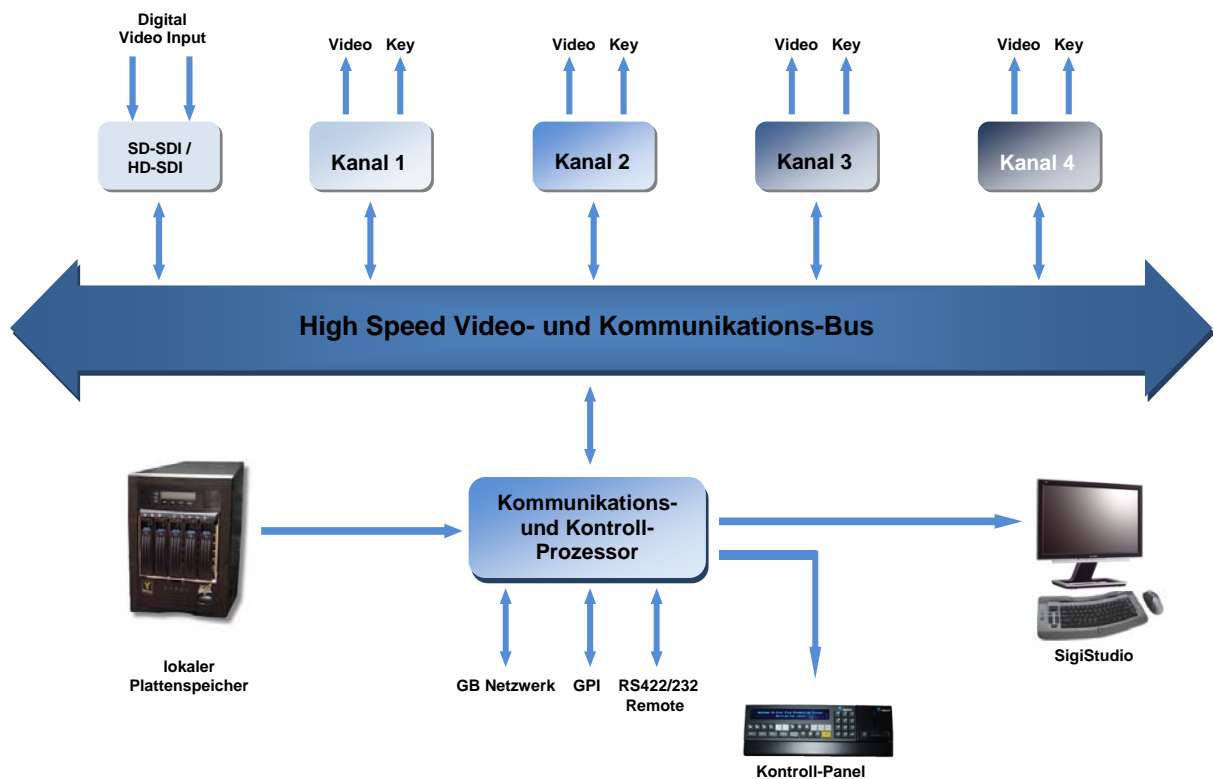 Digital
Video Input
Video Key
Video Key
Video Key
Video Key
SD-SDI /
HD-SDI
Kanal 1
Kanal 2
Kanal 3
Kanal 4
High Speed Video- und Kommunikations-Bus
Kommunikations-
und Kontroll-
Prozessor
lokaler
Plattenspeicher
GB Netzwerk
GPI
RS422/232
Remote
SigiStudio
Kontroll-Panel